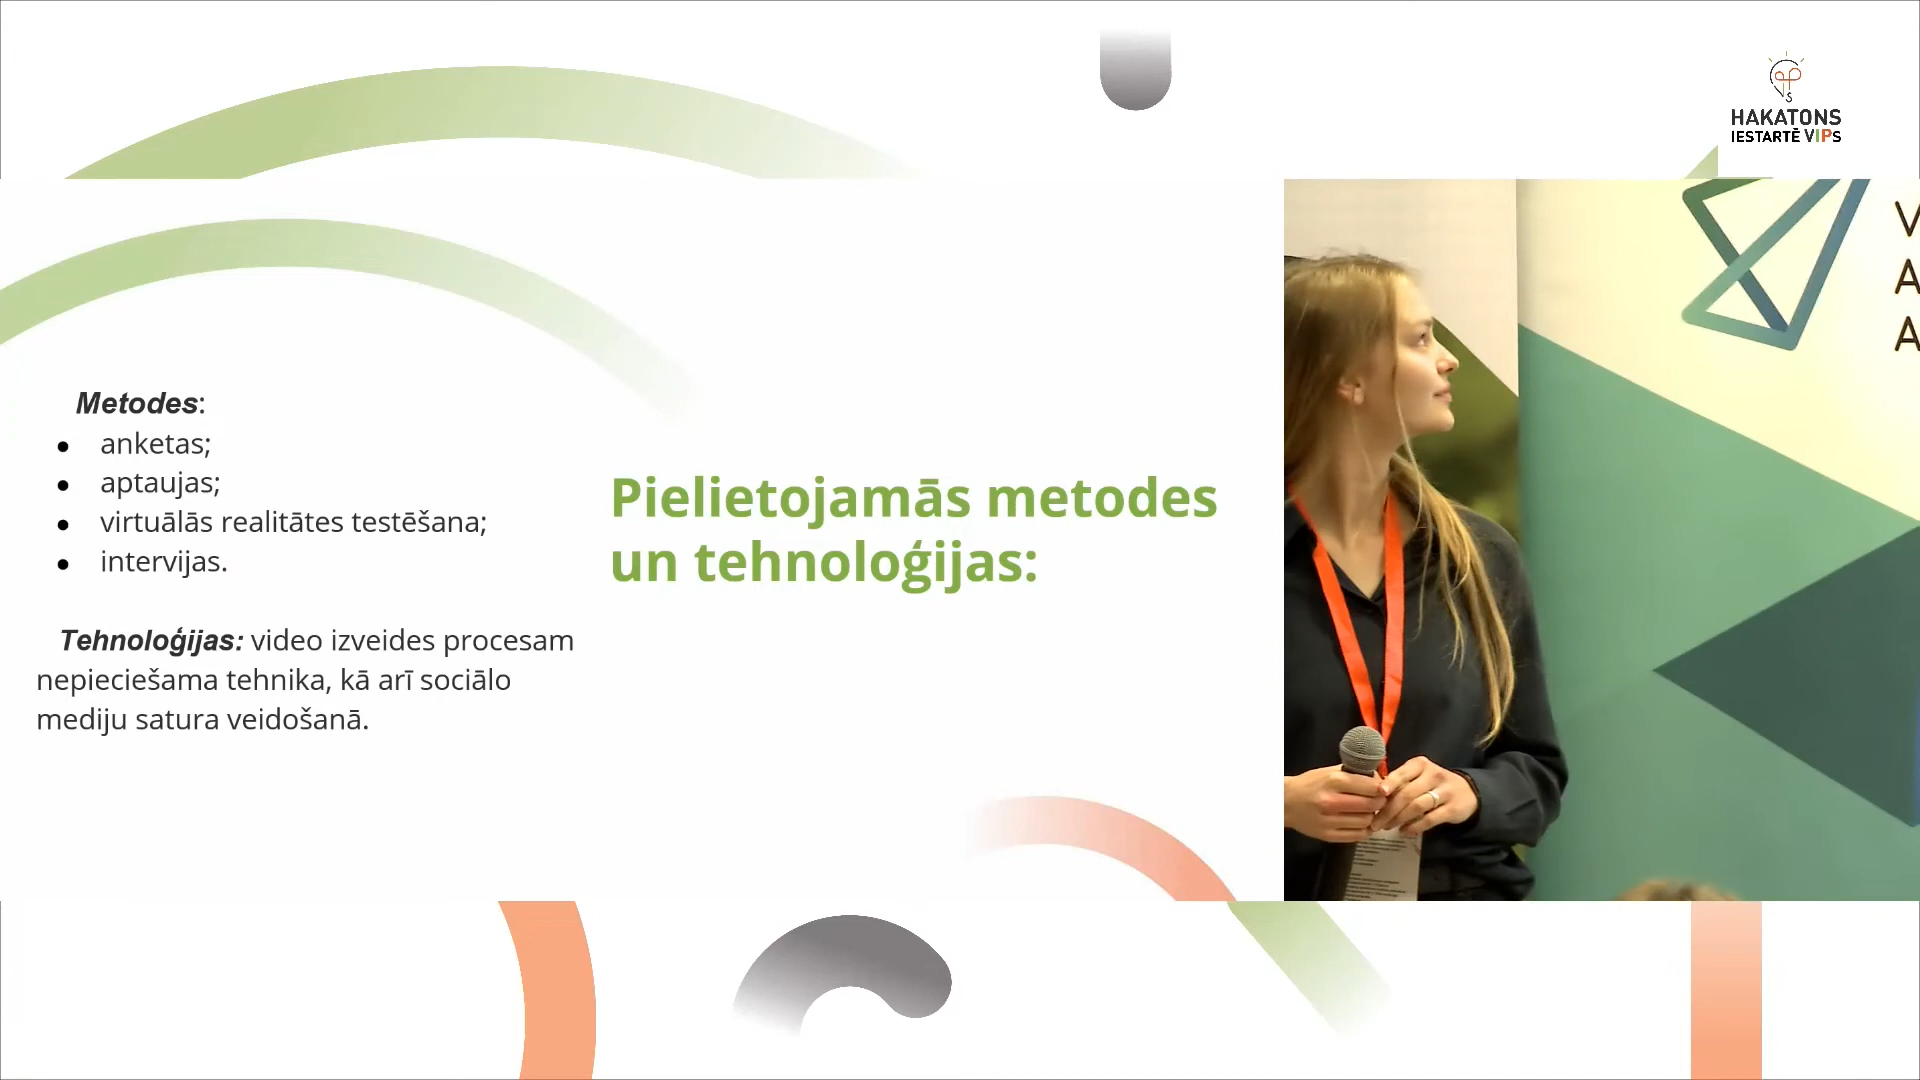 HAKATONS
IESTARTĒ VIPS
Metodes:
● anketas;
● aptaujas;
● virtuālās realitātes testēšana;
● intervijas.
Tehnoloģijas: video izveides procesam
nepieciešama tehnika, kā arī sociālo
mediju satura veidošanā.
Pielietojamās metodes
un tehnoloģijas:
V
A
A